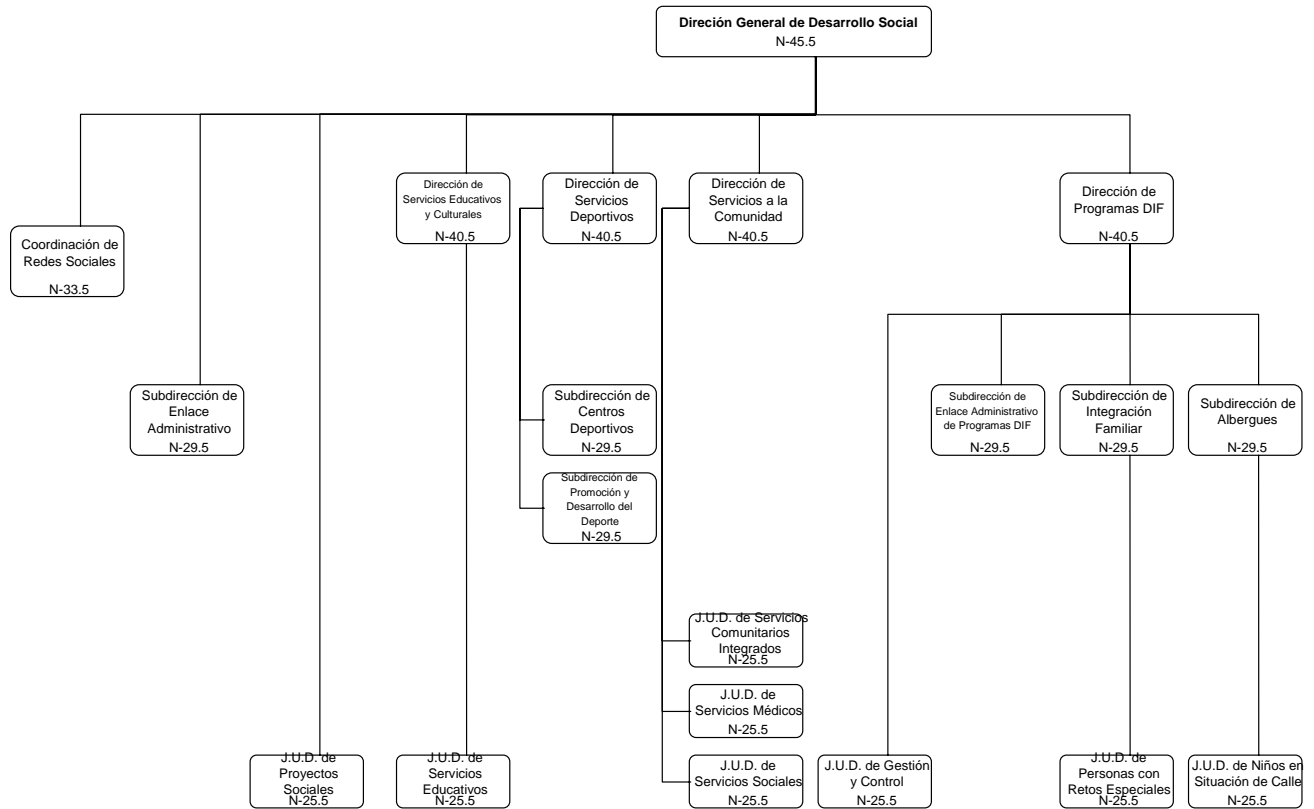 Direción General de Desarrollo Social
N-45.5
Dirección de
Servicios Educativos
y Culturales
N-40.5
Dirección de
Servicios
Deportivos
N-40.5
Dirección de
Servicios a la
Comunidad
N-40.5
Dirección de
Programas DIF
N-40.5
Coordinación de
Redes Sociales
N-33.5
Subdirección de
Enlace
Administrativo
N-29.5
Subdirección de
Centros
Deportivos
N-29.5
Subdirección de
Enlace Administrativo
de Programas DIF
N-29.5
Subdirección de
Integración
Familiar
N-29.5
Subdirección de
Albergues
N-29.5
Subdirección de
Promoción y
Desarrollo del
Deporte
N-29.5
J.U.D. de Servicios
Comunitarios
Integrados
N-25.5
J.U.D. de
Servicios Médicos
N-25.5
J.U.D. de
Proyectos
Sociales
N-25.5
J.U.D. de
Servicios
Educativos
N-25.5
J.U.D. de
Servicios Sociales
N-25.5
J.U.D. de Gestión
y Control
N-25.5
J.U.D. de
Personas con
Retos Especiales
N-25.5
J.U.D. de Niños en
Situación de Calle
N-25.5